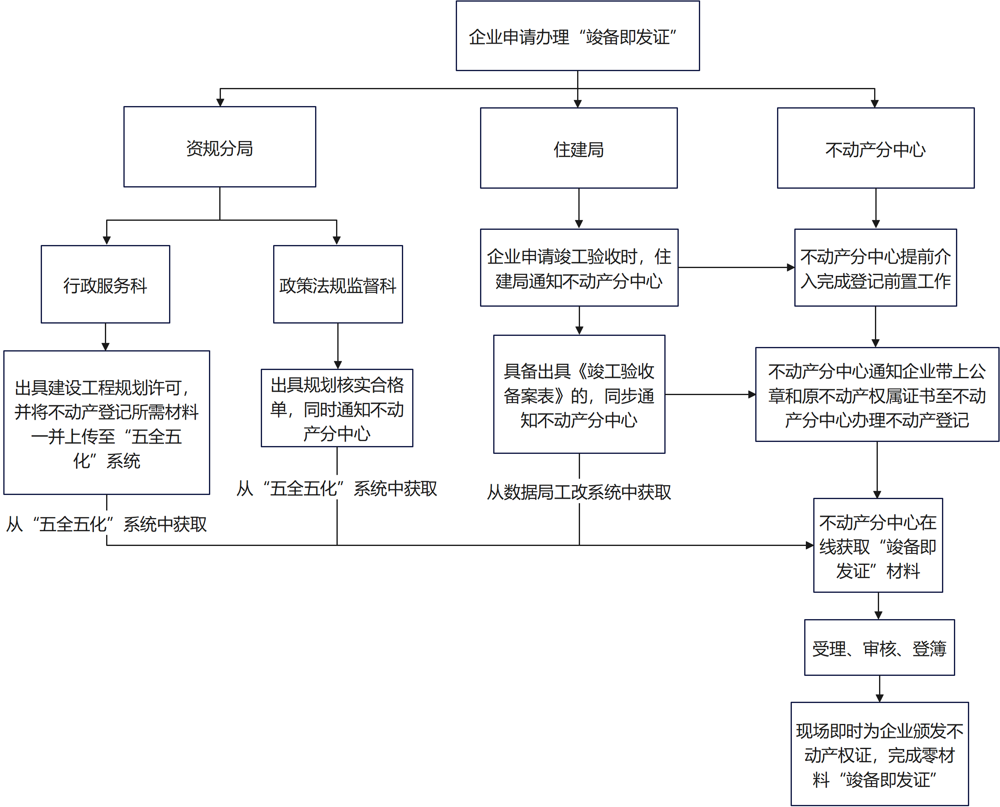 企业申请办理“竣备即发证”
资规分局
住建局
不动产分中心
行政服务科
政策法规监督科
企业申请竣工验收时，住
建局通知不动产分中心
不动产分中心提前介
入完成登记前置工作
出具建设工程规划许可，
并将不动产登记所需材料
一并上传至“五全五
化”系统
出具规划核实合格
单，同时通知不动
产分中心
具备出具《竣工验收
备案表》的，同步通
知不动产分中心
不动产分中心通知企业带上公
章和原不动产权属证书至不动
产分中心办理不动产登记
从“五全五化”系统中获取
从“五全五化”系统中获取
从数据局工改系统中获取
不动产分中心在
线获取“竣备即
发证”材料
受理、审核、登簿
现场即时为企业颁发不
动产权证，完成零材
料“竣备即发证”